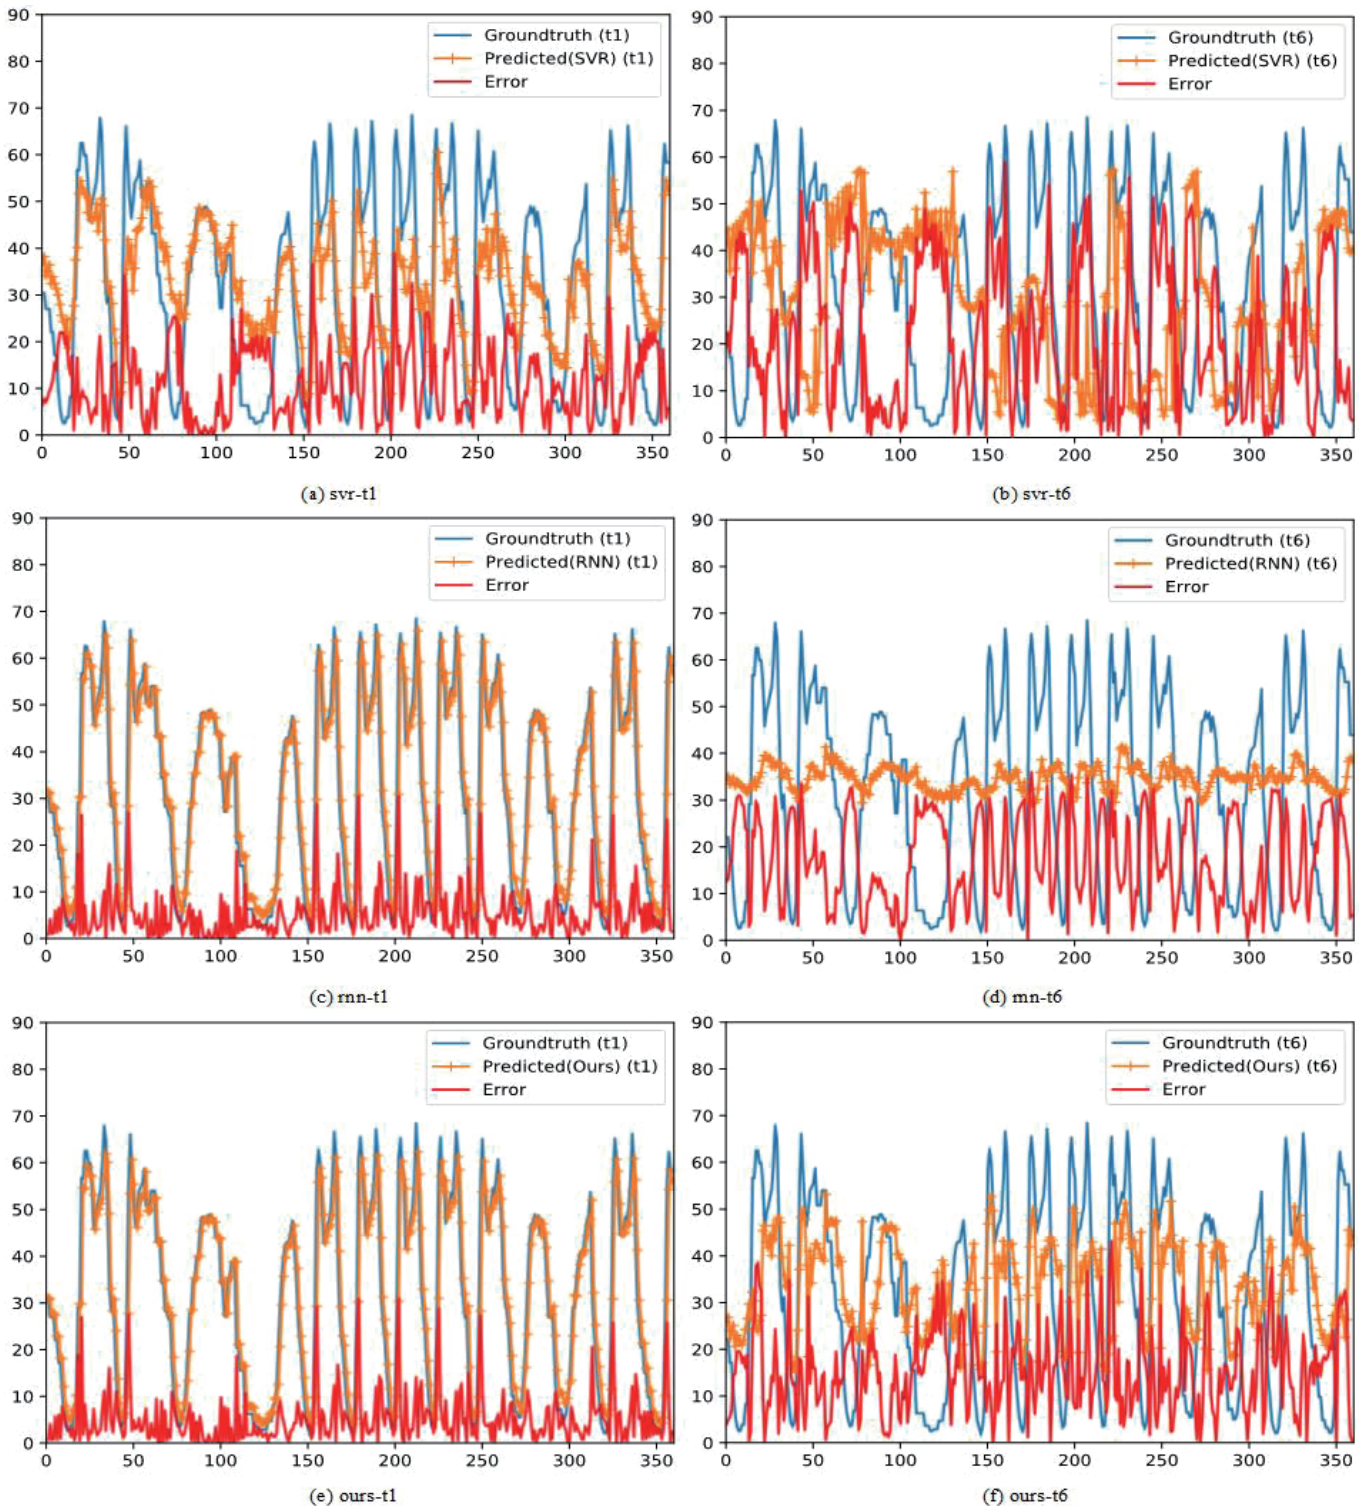 90
80
70
60
50
40
30
20
10
0
0 50 100 150 200 250 300 350
Groundtruth (t1)
Predicted(SVR) (t1)
Error
(a) svr-t1
90
80
70
60
50
40
30
20
10
0
0 50 100 150 200 250 300 350
Groundtruth (t6)
Predicted(SVR) (t6)
Error
(b) svr-t6
90
80
70
60
50
40
30
20
10
0
0 50 100 150 200 250 300 350
Groundtruth (t1)
Predicted(RNN) (t1)
Error
(c) rnn-t1
90
80
70
60
50
40
30
20
10
0
0 50 100 150 200 250 300 350
Groundtruth (t6)
Predicted(RNN) (t6)
Error
(d) rnn-t6
90
80
70
60
50
40
30
20
10
0
0 50 100 150 200 250 300 350
Groundtruth (t1)
Predicted(Ours) (t1)
Error
(e) ours-t1
90
80
70
60
50
40
30
20
10
0
0 50 100 150 200 250 300 350
Groundtruth (t6)
Predicted(Ours) (t6)
Error
(f) ours-t6